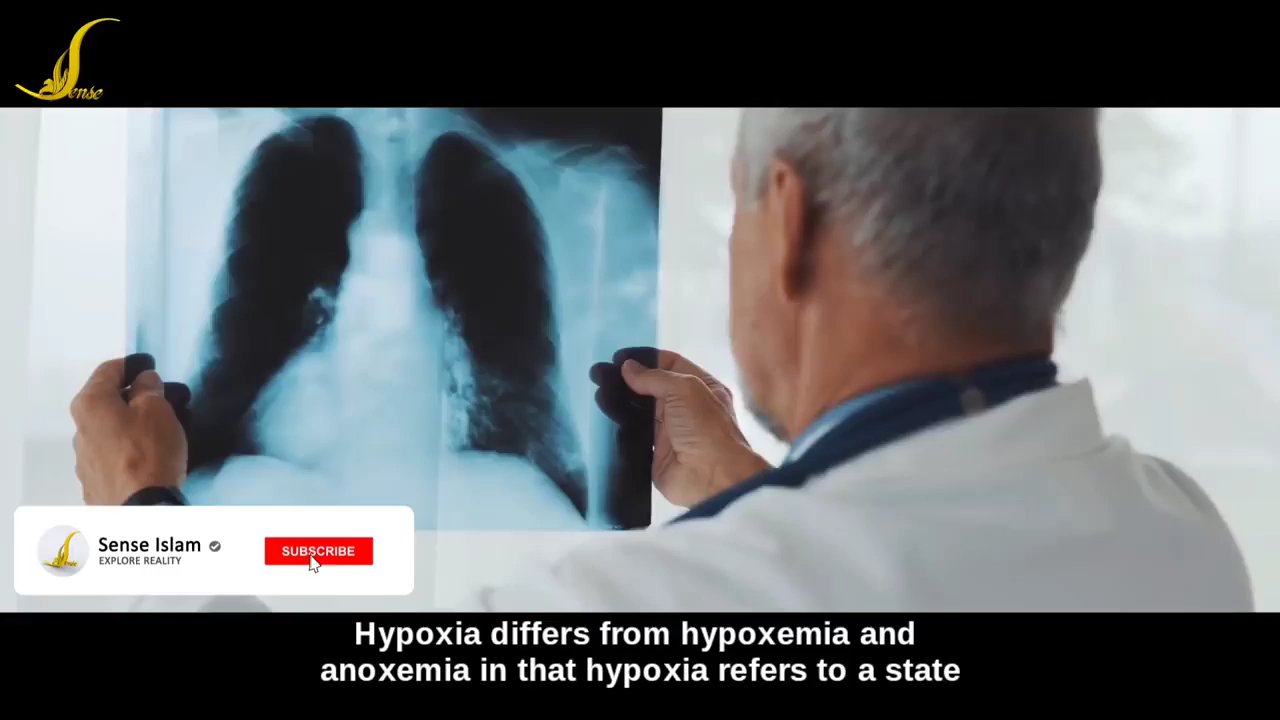 Sense
Sense Islam
EXPLORE REALITY
SUBSCRIBE
Hypoxia differs from hypoxemia and
anoxemia in that hypoxia refers to a state